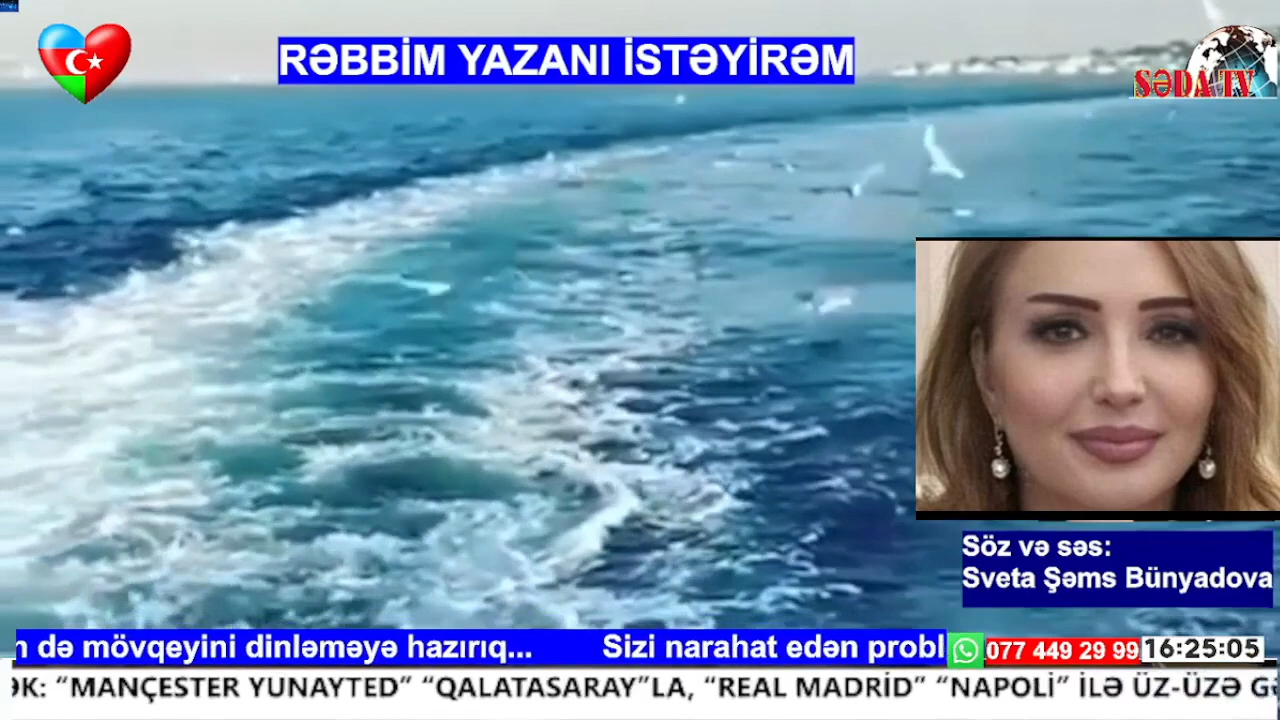 RƏBBİM YAZANI İSTƏYİRƏM
SƏDA TV
Söz və səs:
Sveta Şəms Bünyadova
də mövqeyini dinləməyə hazırıq... Sizi narahat edən
077 449 29 99
16:25:05
“MANÇESTER YUNAYTED” “QALATASARAY”LA, “REAL MADRİD” “NAPOLİ” İLƏ ÜZ-ÜZƏ